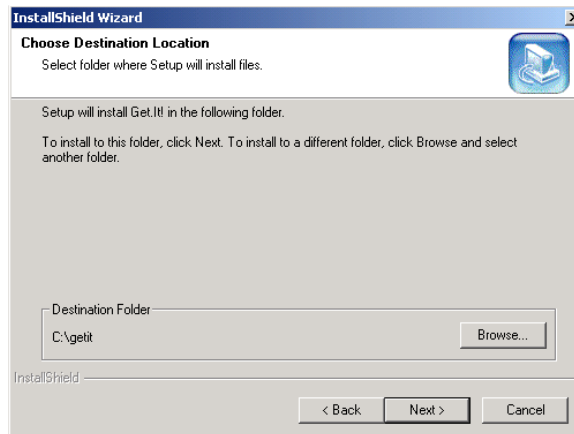 InstallShield Wizard
Choose Destination Location
Select folder where Setup will install files.
Setup will install Get.It! in the following folder.
To install to this folder, click Next. To install to a different folder, click Browse and select
another folder.
Destination Folder
C:\getit
Browse...
InstallShield
< Back
Next >
Cancel